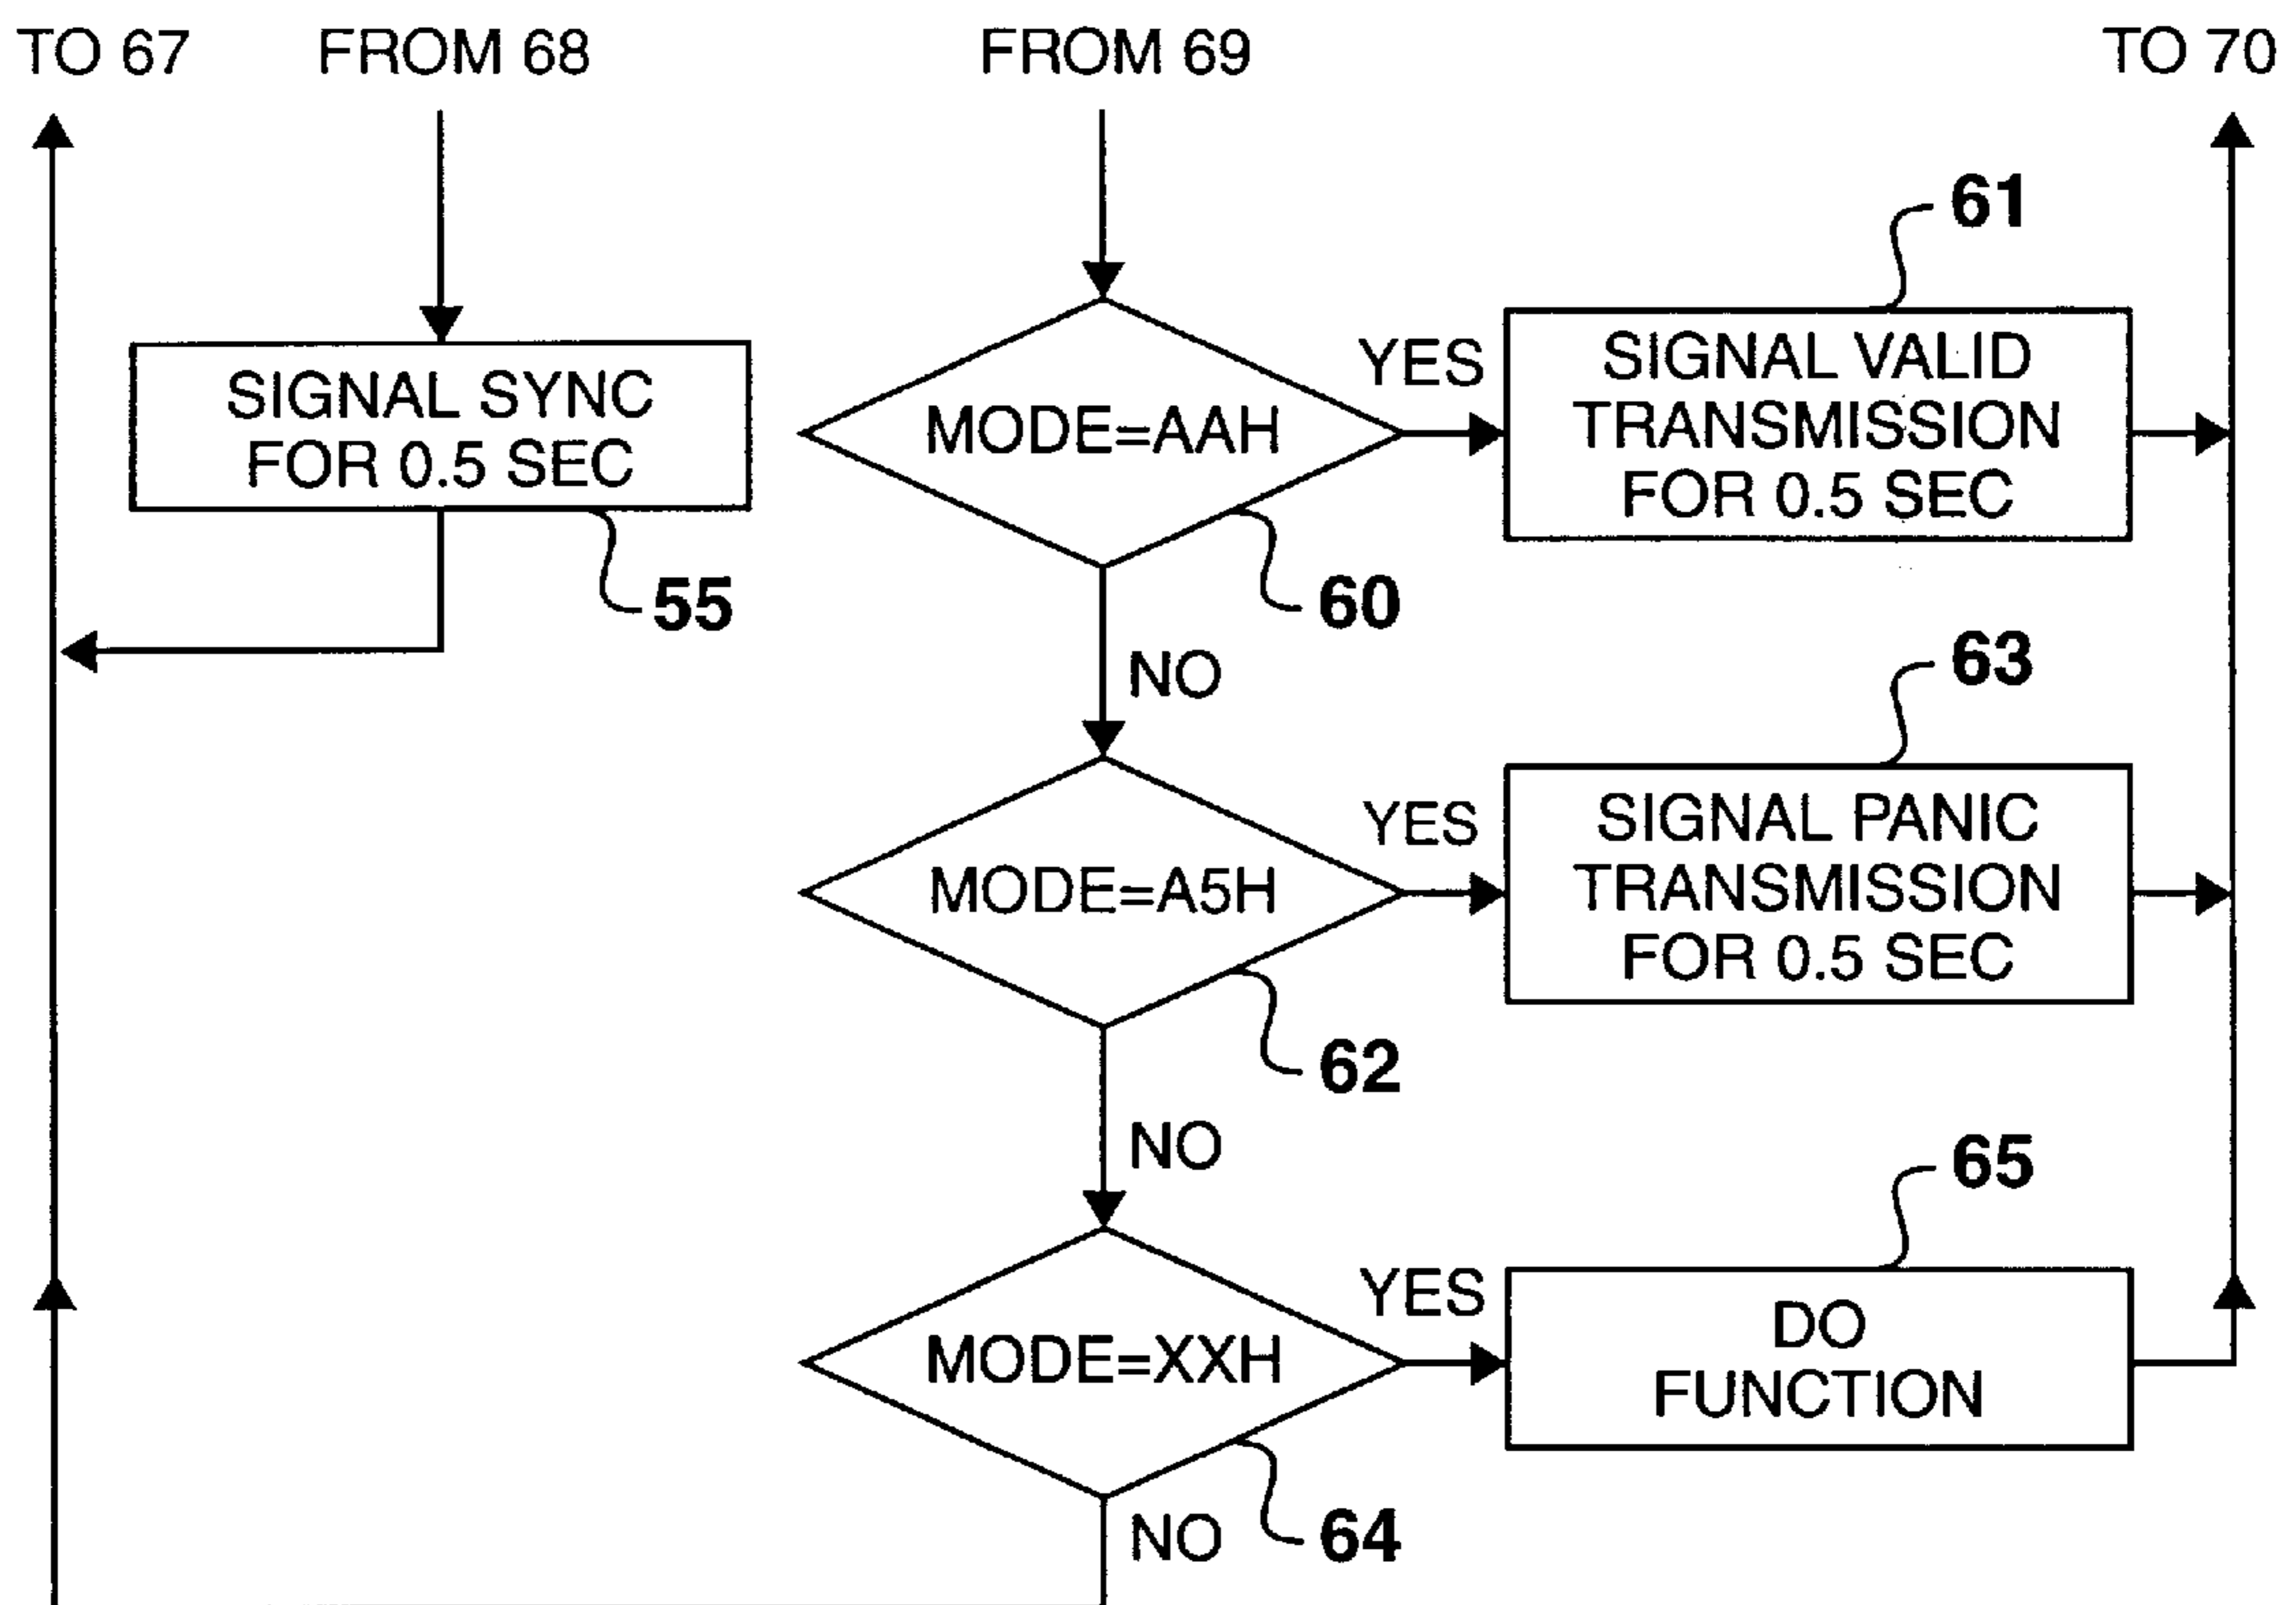 TO 67
FROM 68
FROM 69
TO 70
61
SIGNAL SYNC
FOR 0.5 SEC
55
MODE=AAH
YES
SIGNAL VALID
TRANSMISSION
FOR 0.5 SEC
60
NO
63
MODE=A5H
YES
SIGNAL PANIC
TRANSMISSION
FOR 0.5 SEC
62
NO
65
MODE=XXH
YES
DO
FUNCTION
64
NO